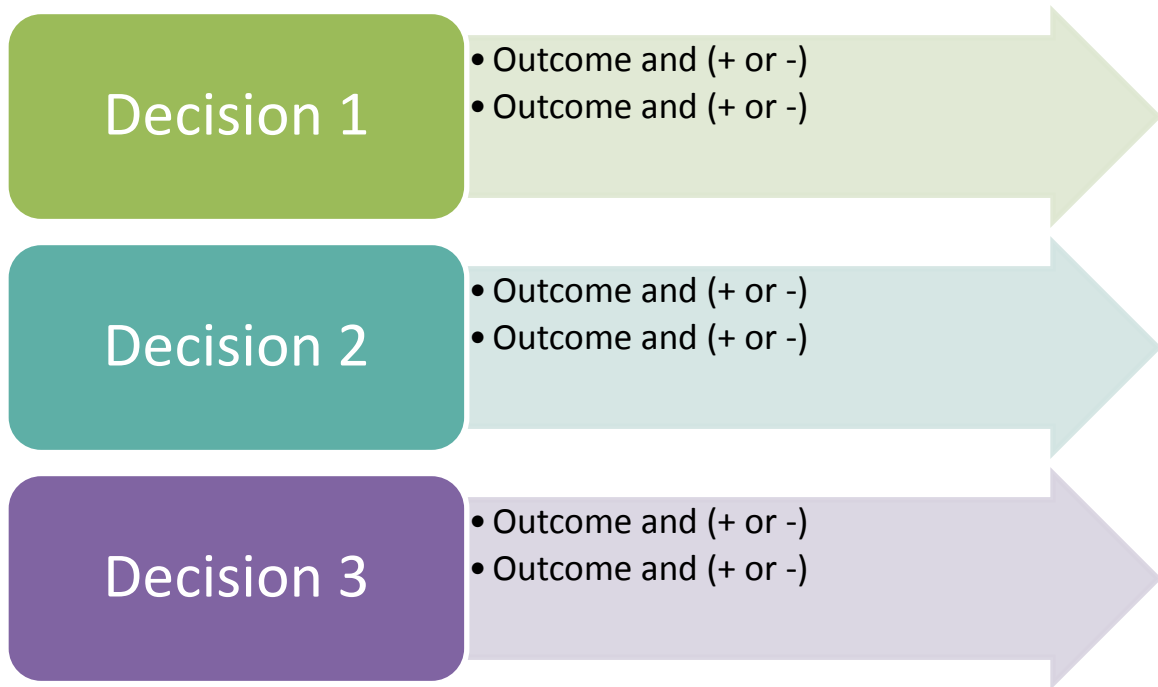 Decision 1
• Outcome and (+ or -)
• Outcome and (+ or -)
Decision 2
• Outcome and (+ or -)
• Outcome and (+ or -)
Decision 3
• Outcome and (+ or -)
• Outcome and (+ or -)